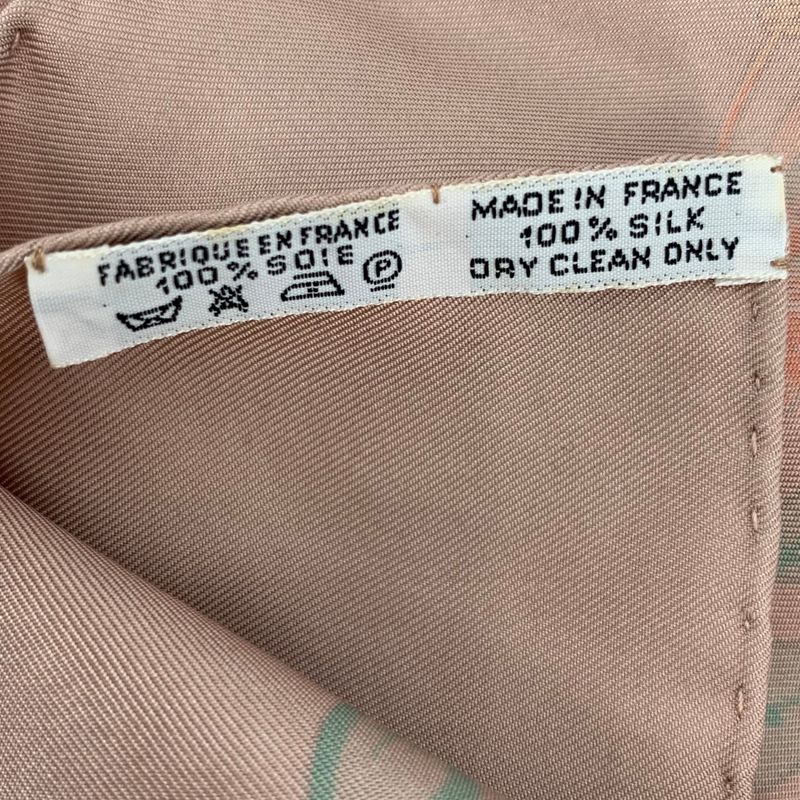 FABRIQUE EN FRANCE
100 % SOIE
P
MADE IN FRANCE
100 % SILK
DRY CLEAN ONLY